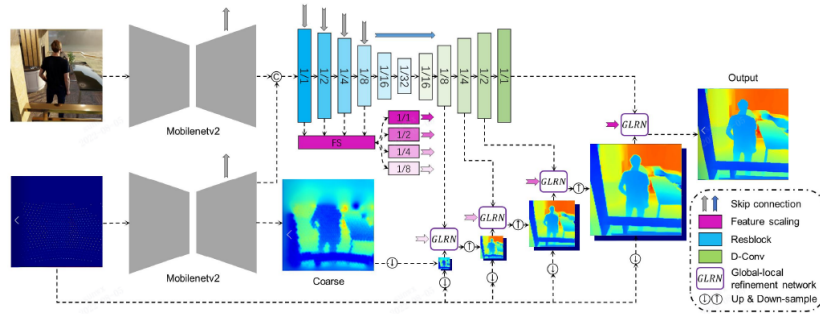 Mobilenetv2
C
1/1
1/2
1/4
1/8
1/16
1/32
1/16
1/8
1/4
1/2
1/1
FS
1/1
1/2
1/4
1/8
Mobilenetv2
Coarse
GLRN
GLRN
GLRN
GLRN
Output
Skip connection
Feature scaling
Resblock
D-Conv
GLRN
Global-local
refinement network
Up & Down-sample